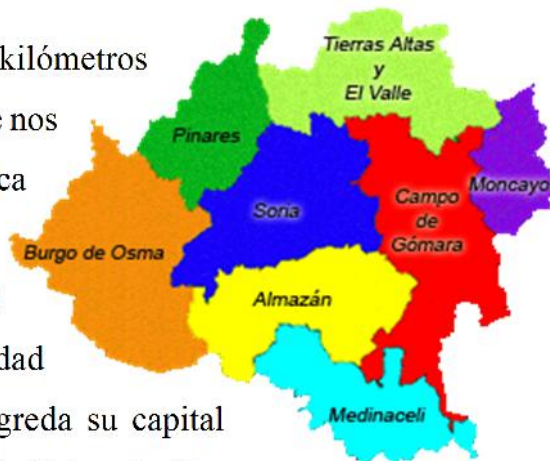 kilómetros
nos
dad
greda su capital
Tierras Altas
y
El Valle
Pinares
Moncayo
Soria
Campo
de
Gómara
Burgo de Osma
Almazán
Medinaceli